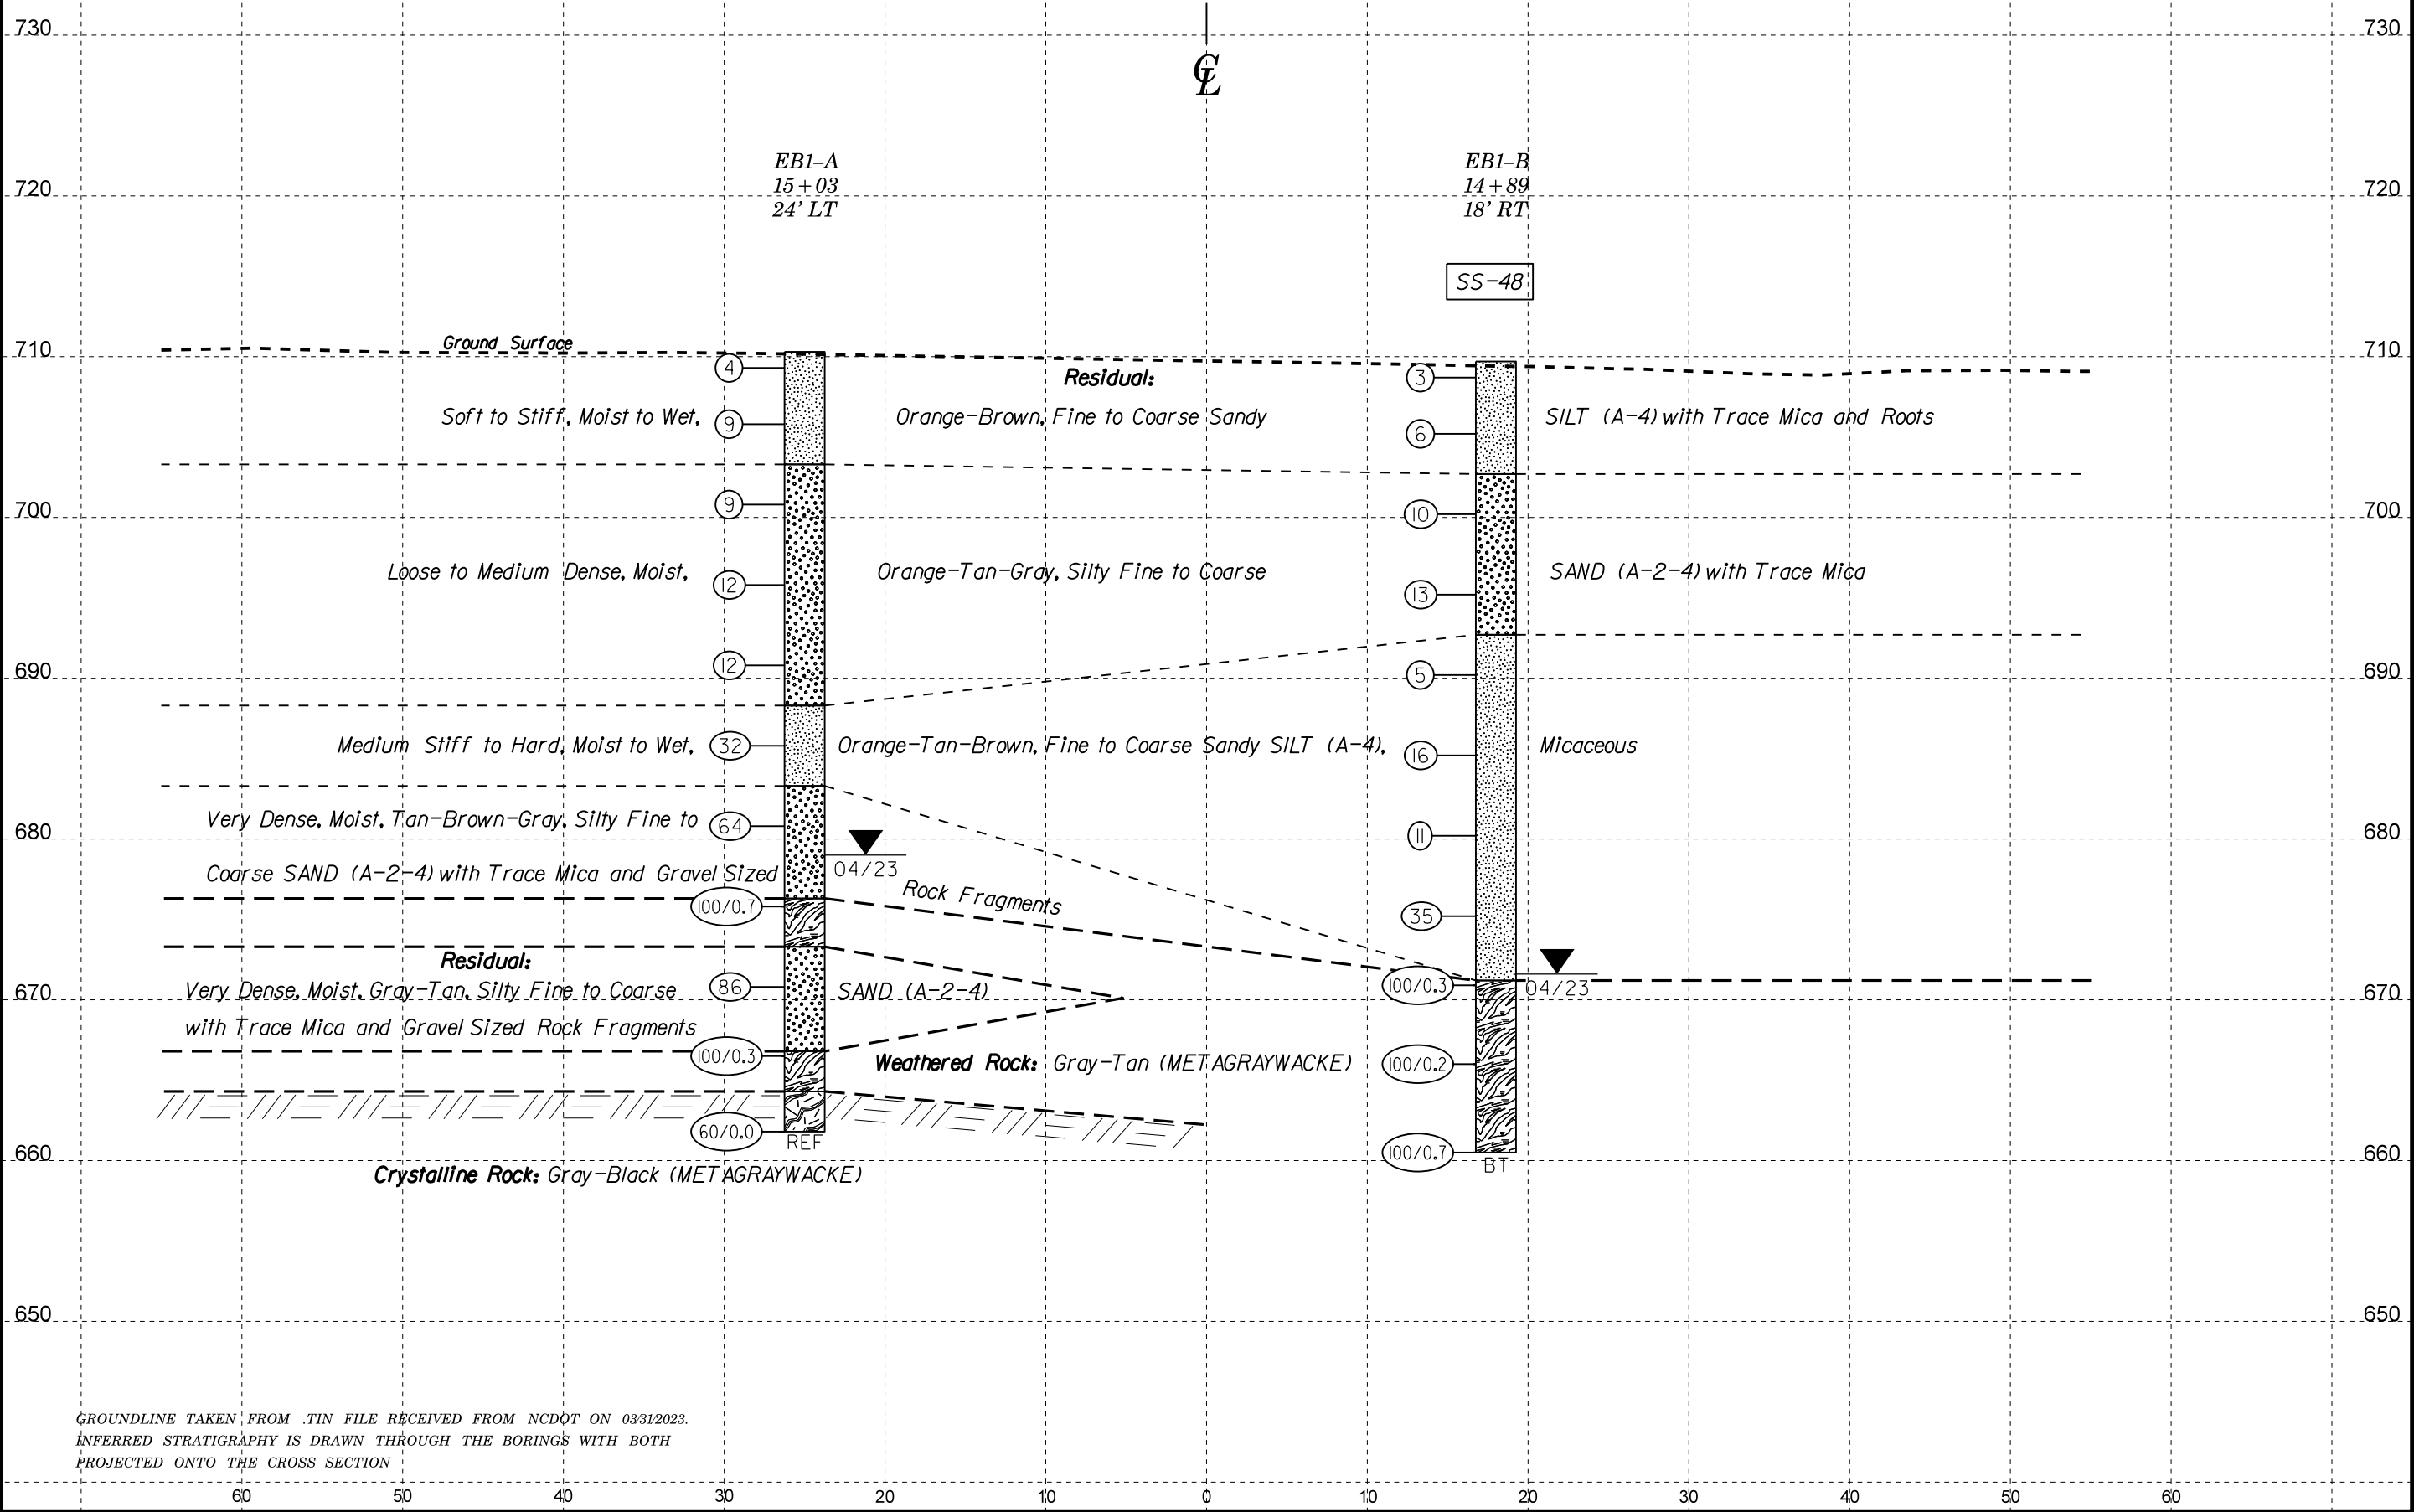 730 730
℄
EB1-A EB1-B
15+03 14+89
24' LT 18' RT
720 720
SS-48
Ground Surface
710 710
4 Residual: 3
Soft to Stiff, Moist to Wet, 9 Orange-Brown, Fine to Coarse Sandy 6 SILT (A-4) with Trace Mica and Roots
700 9 10 700
Loose to Medium Dense, Moist, 12 Orange-Tan-Gray, Silty Fine to Coarse 13 SAND (A-2-4) with Trace Mica
690 12 5 690
Medium Stiff to Hard, Moist to Wet, 32 Orange-Tan-Brown, Fine to Coarse Sandy SILT (A-4), 16 Micaceous
Very Dense, Moist, Tan-Brown-Gray, Silty Fine to 64 11
680 680
04/23
Coarse SAND (A-2-4) with Trace Mica and Gravel Sized Rock Fragments
100/0.7 35
Residual:
Very Dense, Moist, Gray-Tan, Silty Fine to Coarse 86 SAND (A-2-4) 100/0.3 04/23
670 670
with Trace Mica and Gravel Sized Rock Fragments
100/0.3 Weathered Rock: Gray-Tan (METAGRAYWACKE) 100/0.2
60/0.0 REF 100/0.7 BT
660 660
Crystalline Rock: Gray-Black (METAGRAYWACKE)
650 650
GROUNDLINE TAKEN FROM .TIN FILE RECEIVED FROM NCDOT ON 03/31/2023.
INFERRED STRATIGRAPHY IS DRAWN THROUGH THE BORINGS WITH BOTH
PROJECTED ONTO THE CROSS SECTION
60 50 40 30 20 10 0 10 20 30 40 50 60